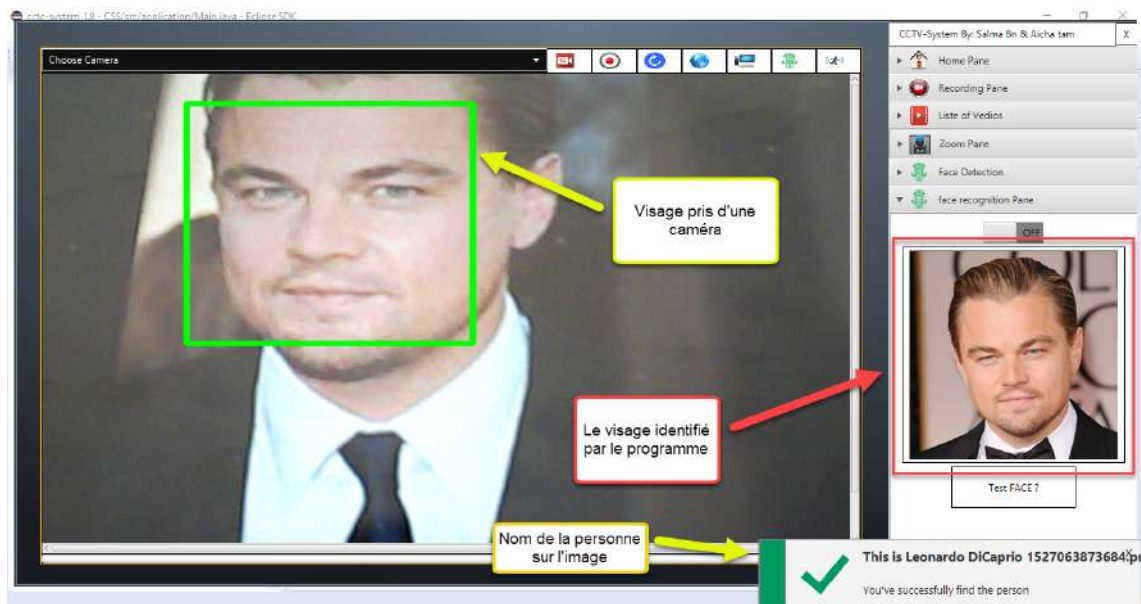 cctc-system 1.8 - CSS/src/application/Main.java - Eclipse SDK
CCTV-System By: Salma Bn & Aicha tam X
Choose Camera
Home Pane
Recording Pane
Liste of Vedios
Zoom Pane
Face Detection
face recognition Pane
OFF
Visage pris d'une
caméra
Le visage identifié
par le programme
Test FACE ?
Nom de la personne
sur l'image
This is Leonardo DiCaprio 1527063873684.pr
You've successfully find the person